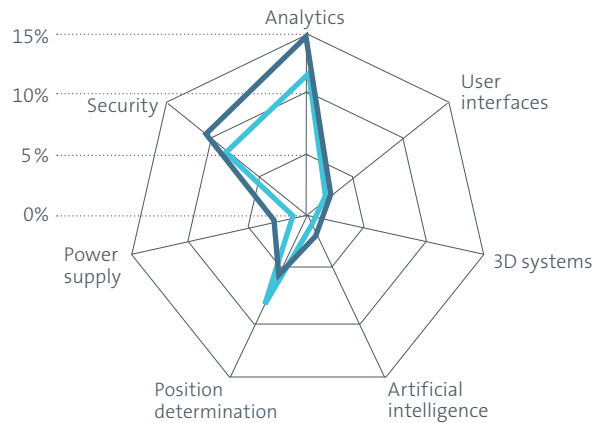 Analytics
15%
User
interfaces
10%
Security
5 %
0%
Power
supply
3D systems
Position
determination
Artificial
intelligence